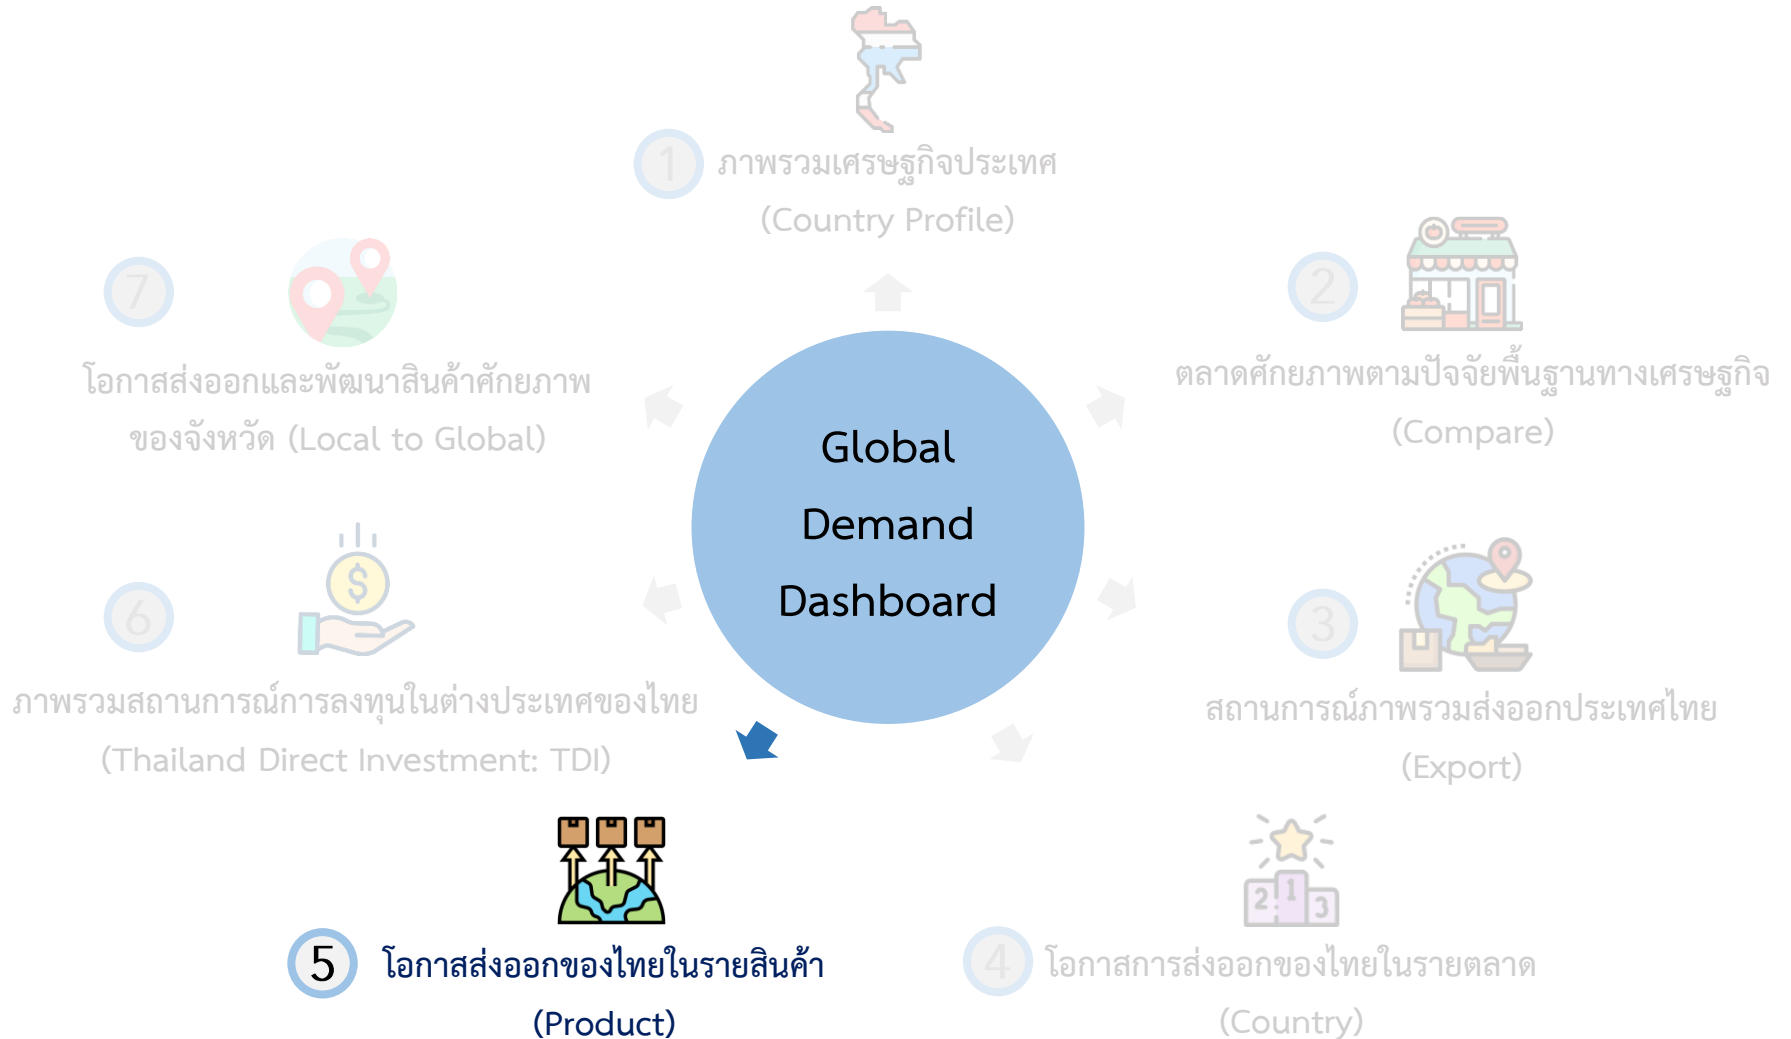 1
ภาพรวมเศรษฐกิจประเทศ
(Country Profile)
2
ตลาดศักยภาพตามปัจจัยพื้นฐานทางเศรษฐกิจ
(Compare)
3
สถานการณ์ภาพรวมส่งออกประเทศไทย
(Export)
2 1 3
4 โอกาสการส่งออกของไทยในรายตลาด
(Country)
5 โอกาสส่งออกของไทยในรายสินค้า
(Product)
$
6
ภาพรวมสถานการณ์การลงทุนในต่างประเทศของไทย
(Thailand Direct Investment: TDI)
7
โอกาสส่งออกและพัฒนาสินค้าศักยภาพ
ของจังหวัด (Local to Global)
Global
Demand
Dashboard